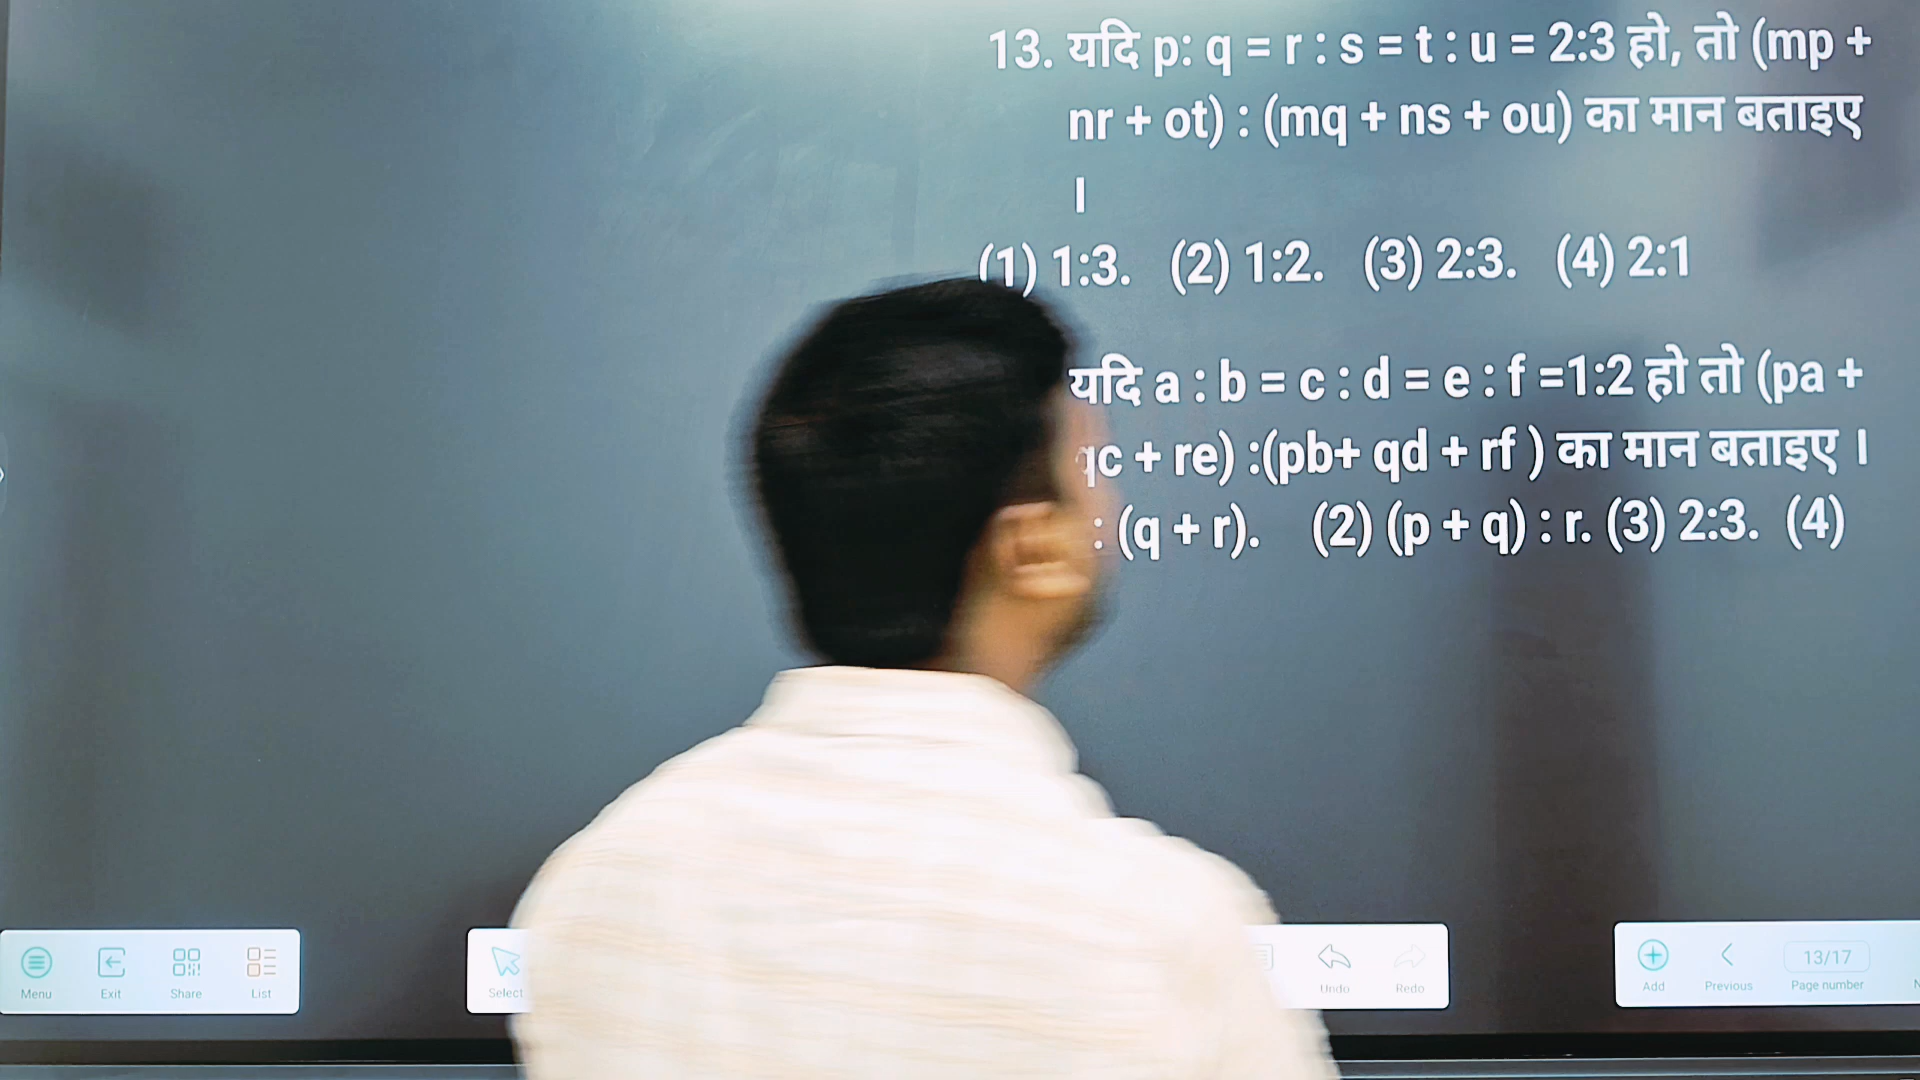 13. यदि p: q = r : s = t : u = 2:3 हो, तो (mp +
nr + ot) : (mq + ns + ou) का मान बताइए
।
(1) 1:3. (2) 1:2. (3) 2:3. (4) 2:1
यदि a : b = c : d = e : f =1:2 हो तो (pa +
qc + re) :(pb+ qd + rf ) का मान बताइए ।
: (q + r). (2) (p + q) : r. (3) 2:3. (4)
Menu Exit Share List Select Undo Redo Add Previous 13/17 Page number